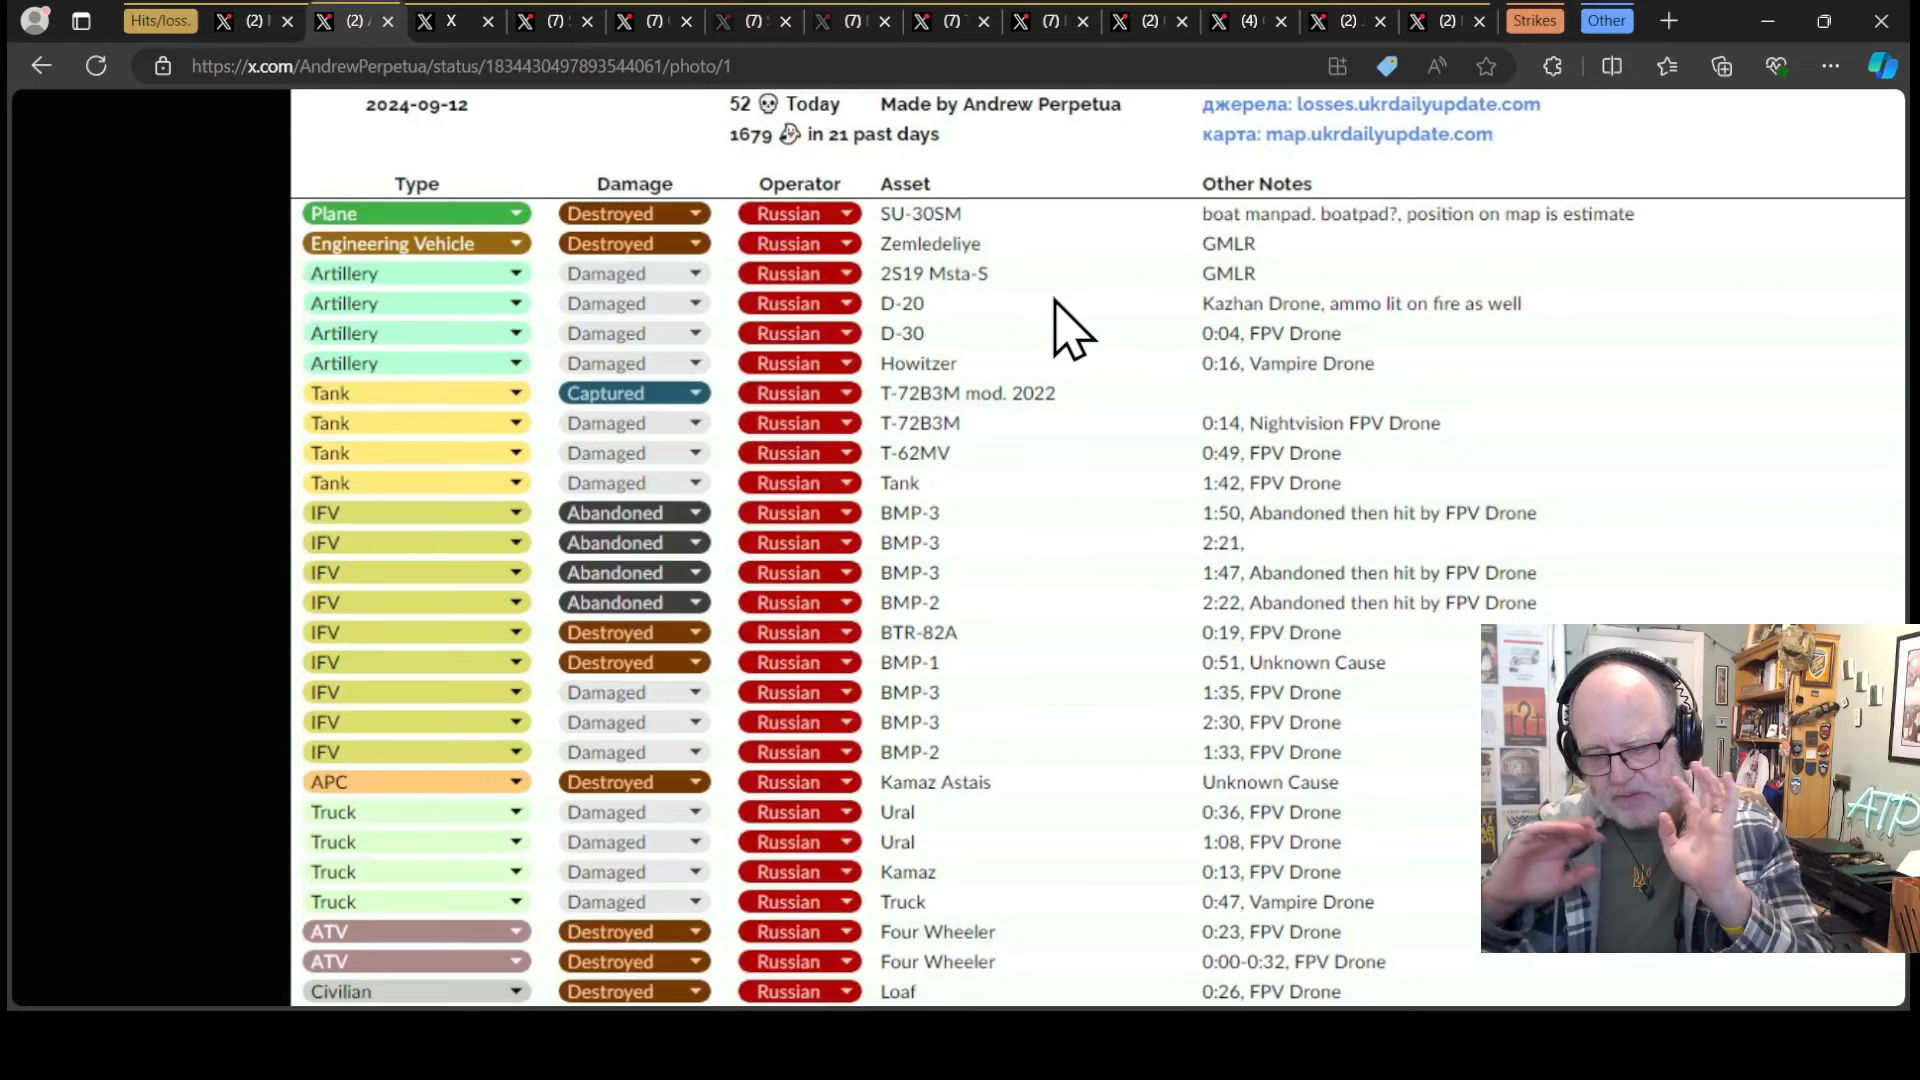 Hits/loss. (2) (2) X (7) (7) (7) (7) (7) (2) (4) (2) (2) Strikes Other
https://x.com/AndrewPerpetua/status/1834430497893544061/photo/1
2024-09-12 52 Today Made by Andrew Perpetua джерела: losses.ukrdailyupdate.com
1679 in 21 past days карта: map.ukrdailyupdate.com
Type Damage Operator Asset Other Notes
Plane Destroyed Russian SU-30SM boat manpad. boatpad?, position on map is estimate
Engineering Vehicle Destroyed Russian Zemledeliye GMLR
Artillery Damaged Russian 2S19 Msta-S GMLR
Artillery Damaged Russian D-20 Kazhan Drone, ammo lit on fire as well
Artillery Damaged Russian D-30 0:04, FPV Drone
Artillery Damaged Russian Howitzer 0:16, Vampire Drone
Tank Captured Russian T-72B3M mod. 2022
Tank Damaged Russian T-72B3M 0:14, Nightvision FPV Drone
Tank Damaged Russian T-62MV 0:49, FPV Drone
Tank Damaged Russian Tank 1:42, FPV Drone
IFV Abandoned Russian BMP-3 1:50, Abandoned then hit by FPV Drone
IFV Abandoned Russian BMP-3 2:21,
IFV Abandoned Russian BMP-3 1:47, Abandoned then hit by FPV Drone
IFV Abandoned Russian BMP-2 2:22, Abandoned then hit by FPV Drone
IFV Destroyed Russian BTR-82A 0:19, FPV Drone
IFV Destroyed Russian BMP-1 0:51, Unknown Cause
IFV Damaged Russian BMP-3 1:35, FPV Drone
IFV Damaged Russian BMP-3 2:30, FPV Drone
IFV Damaged Russian BMP-2 1:33, FPV Drone
APC Destroyed Russian Kamaz Astais Unknown Cause
Truck Damaged Russian Ural 0:36, FPV Drone
Truck Damaged Russian Ural 1:08, FPV Drone
Truck Damaged Russian Kamaz 0:13, FPV Drone
Truck Damaged Russian Truck 0:47, Vampire Drone
ATV Destroyed Russian Four Wheeler 0:23, FPV Drone
ATV Destroyed Russian Four Wheeler 0:00-0:32, FPV Drone
Civilian Destroyed Russian Loaf 0:26, FPV Drone
ATP